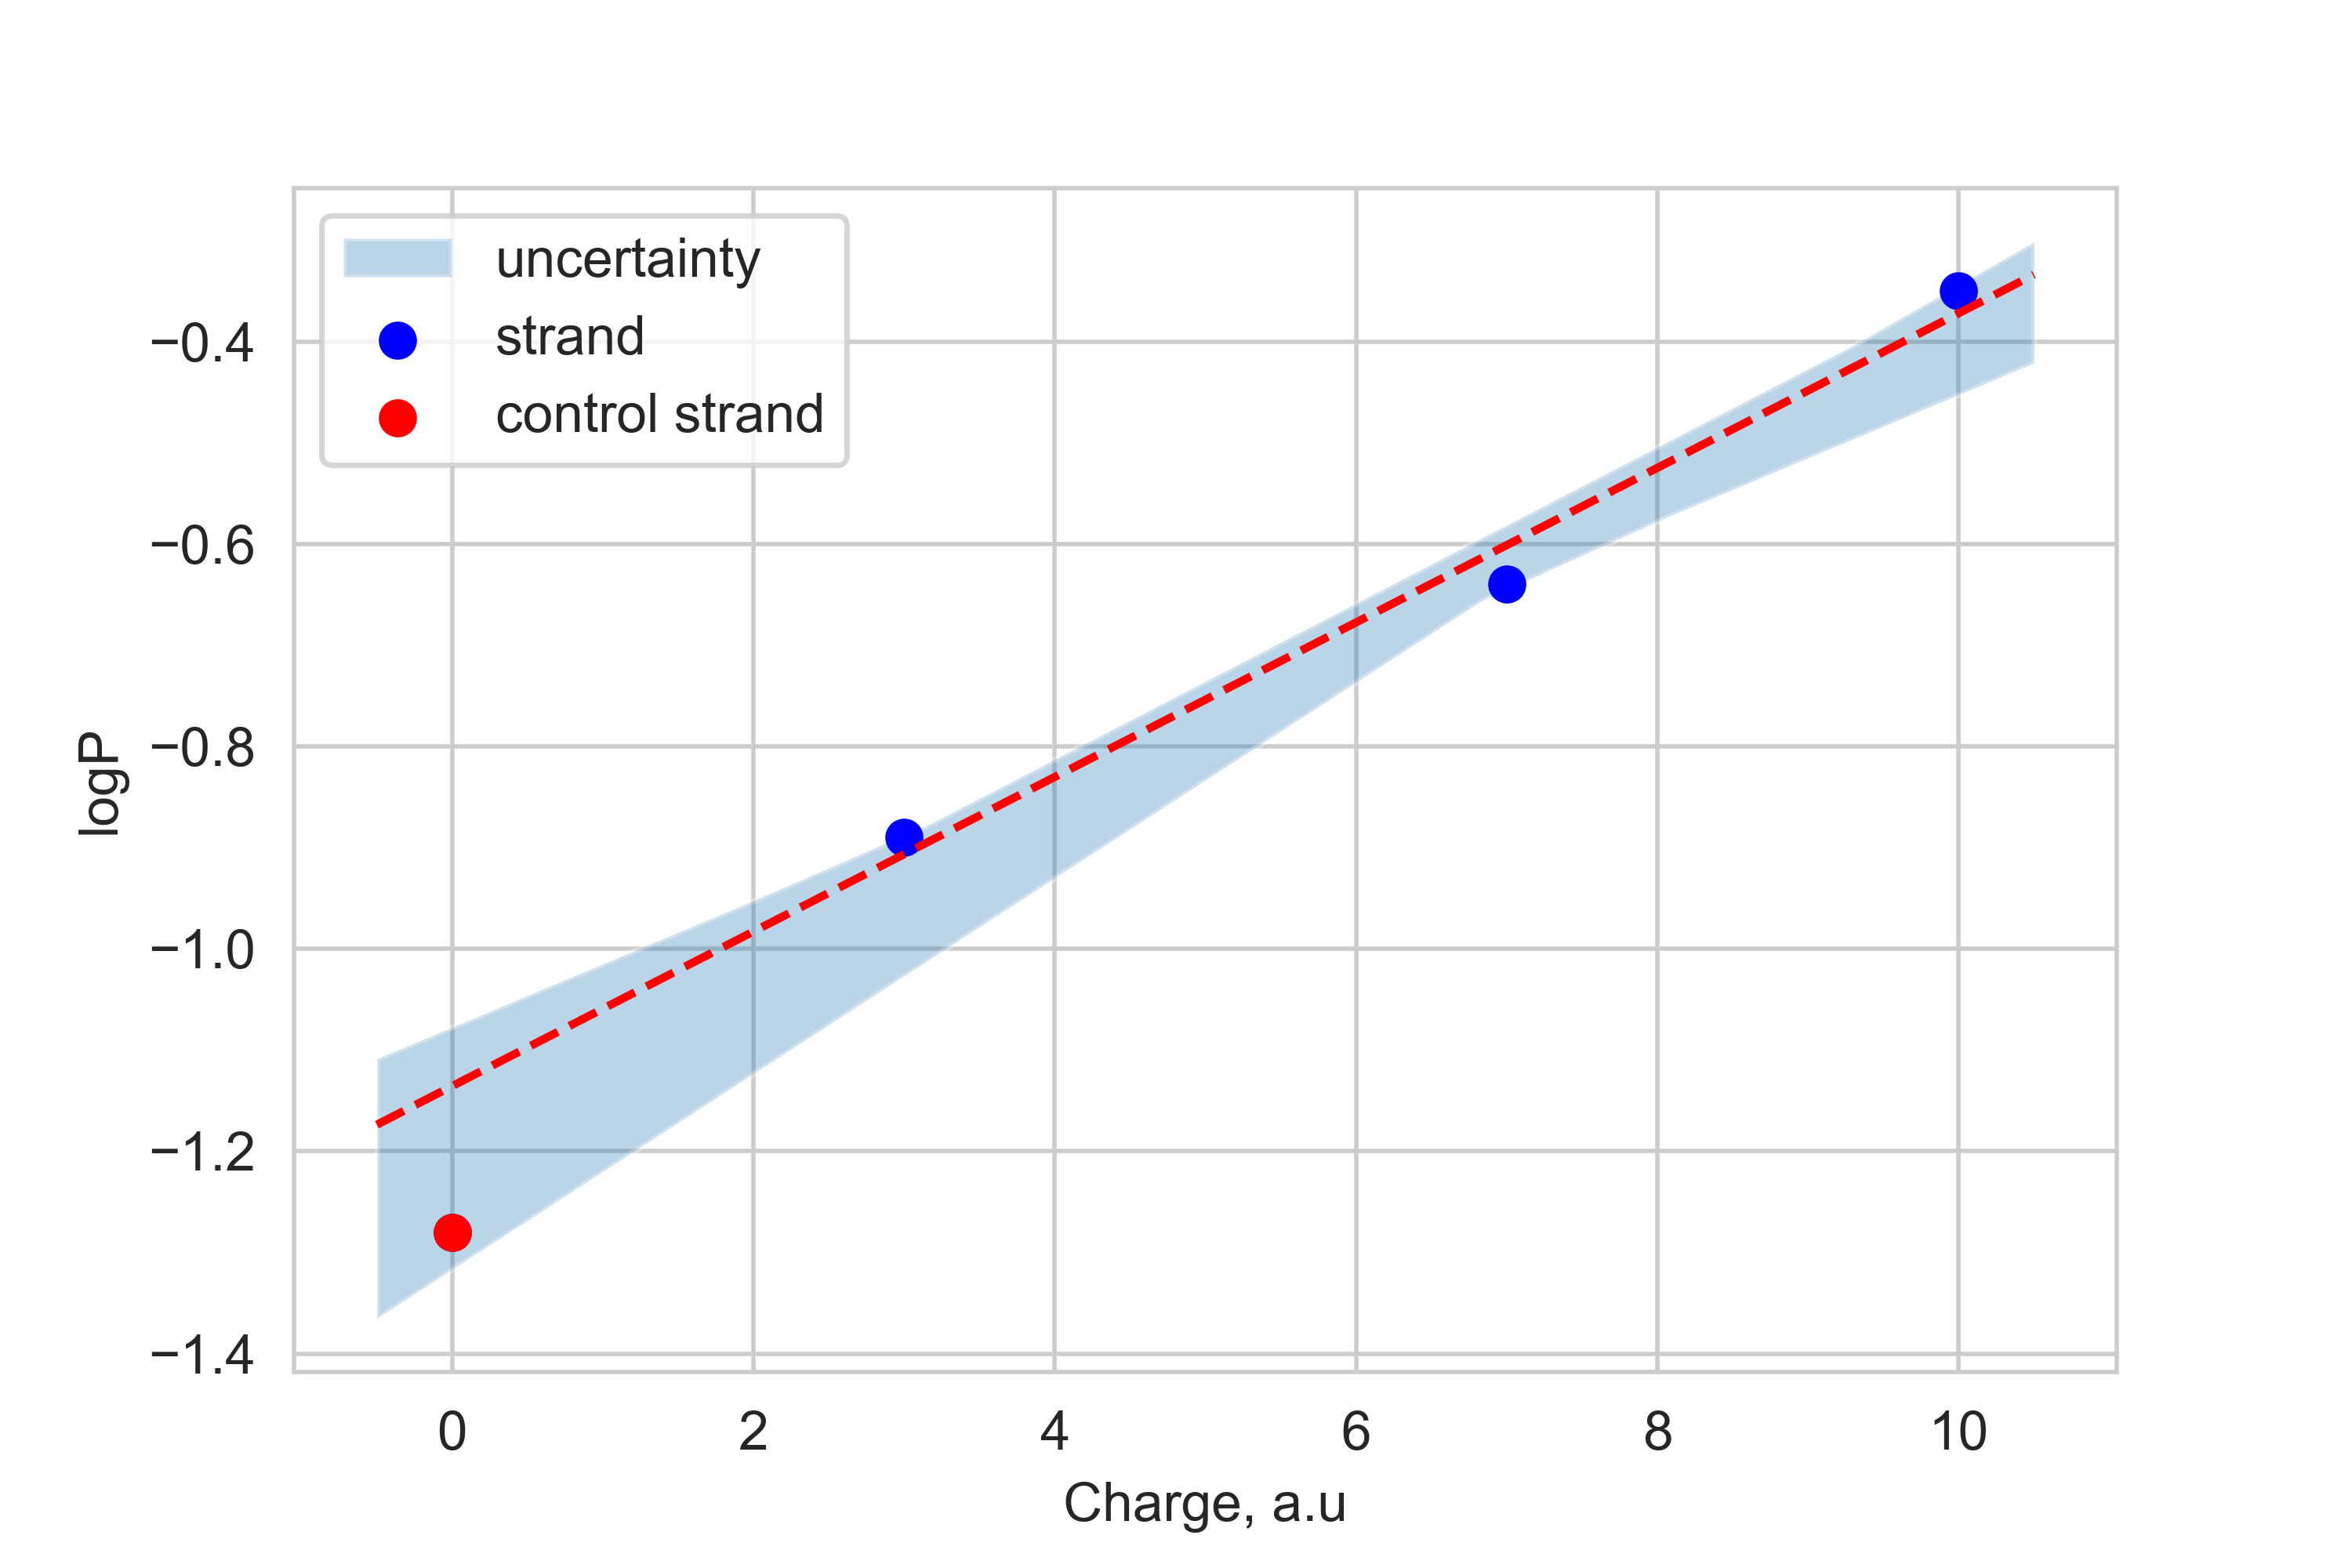 uncertainty
strand
control strand
−0.4
−0.6
−0.8
−1.0
−1.2
−1.4
logP
0 2 4 6 8 10
Charge, a.u